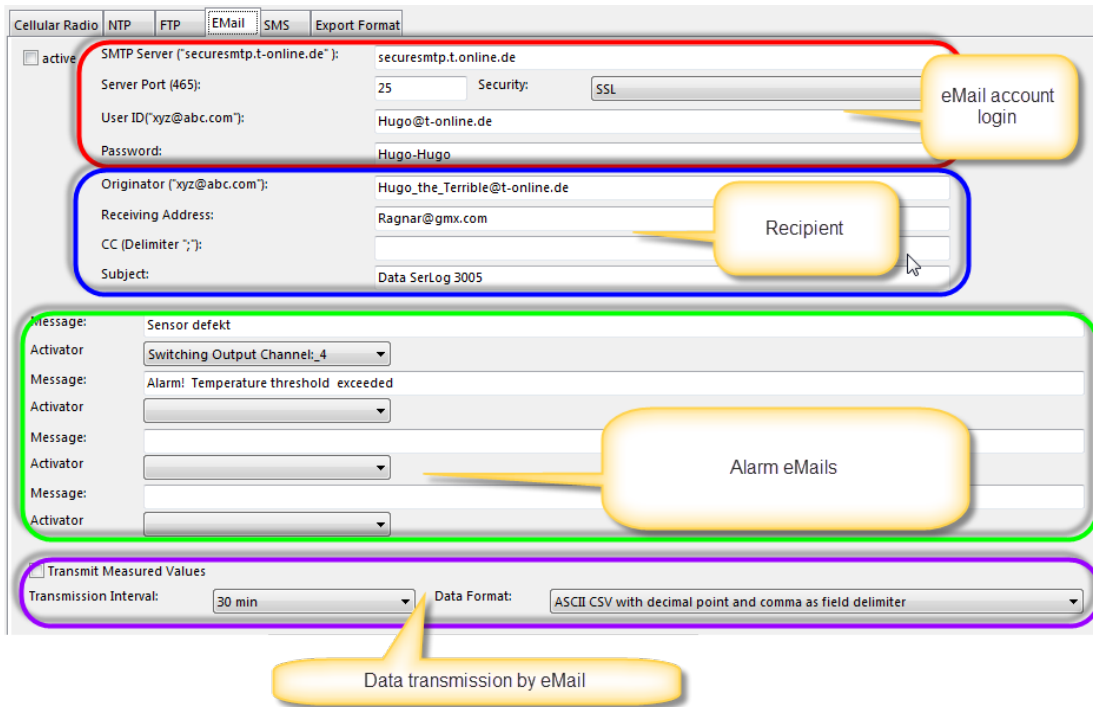 Cellular Radio NTP FTP EMail SMS Export Format
active
SMTP Server ("securesmtp.t-online.de" ): securesmtp.t.online.de
Server Port (465): 25 Security: SSL
User ID("xyz@abc.com"): Hugo@t-online.de
Password: Hugo-Hugo
eMail account
login
Originator ("xyz@abc.com"): Hugo_the_Terrible@t-online.de
Receiving Address: Ragnar@gmx.com
CC (Delimiter ";"):
Subject: Data SerLog 3005
Recipient
Message: Sensor defekt
Activator Switching Output Channel:_4
Message: Alarm! Temperature threshold exceeded
Activator
Message:
Activator
Message:
Activator
Alarm eMails
Transmit Measured Values
Transmission Interval: 30 min Data Format: ASCII CSV with decimal point and comma as field delimiter
Data transmission by eMail